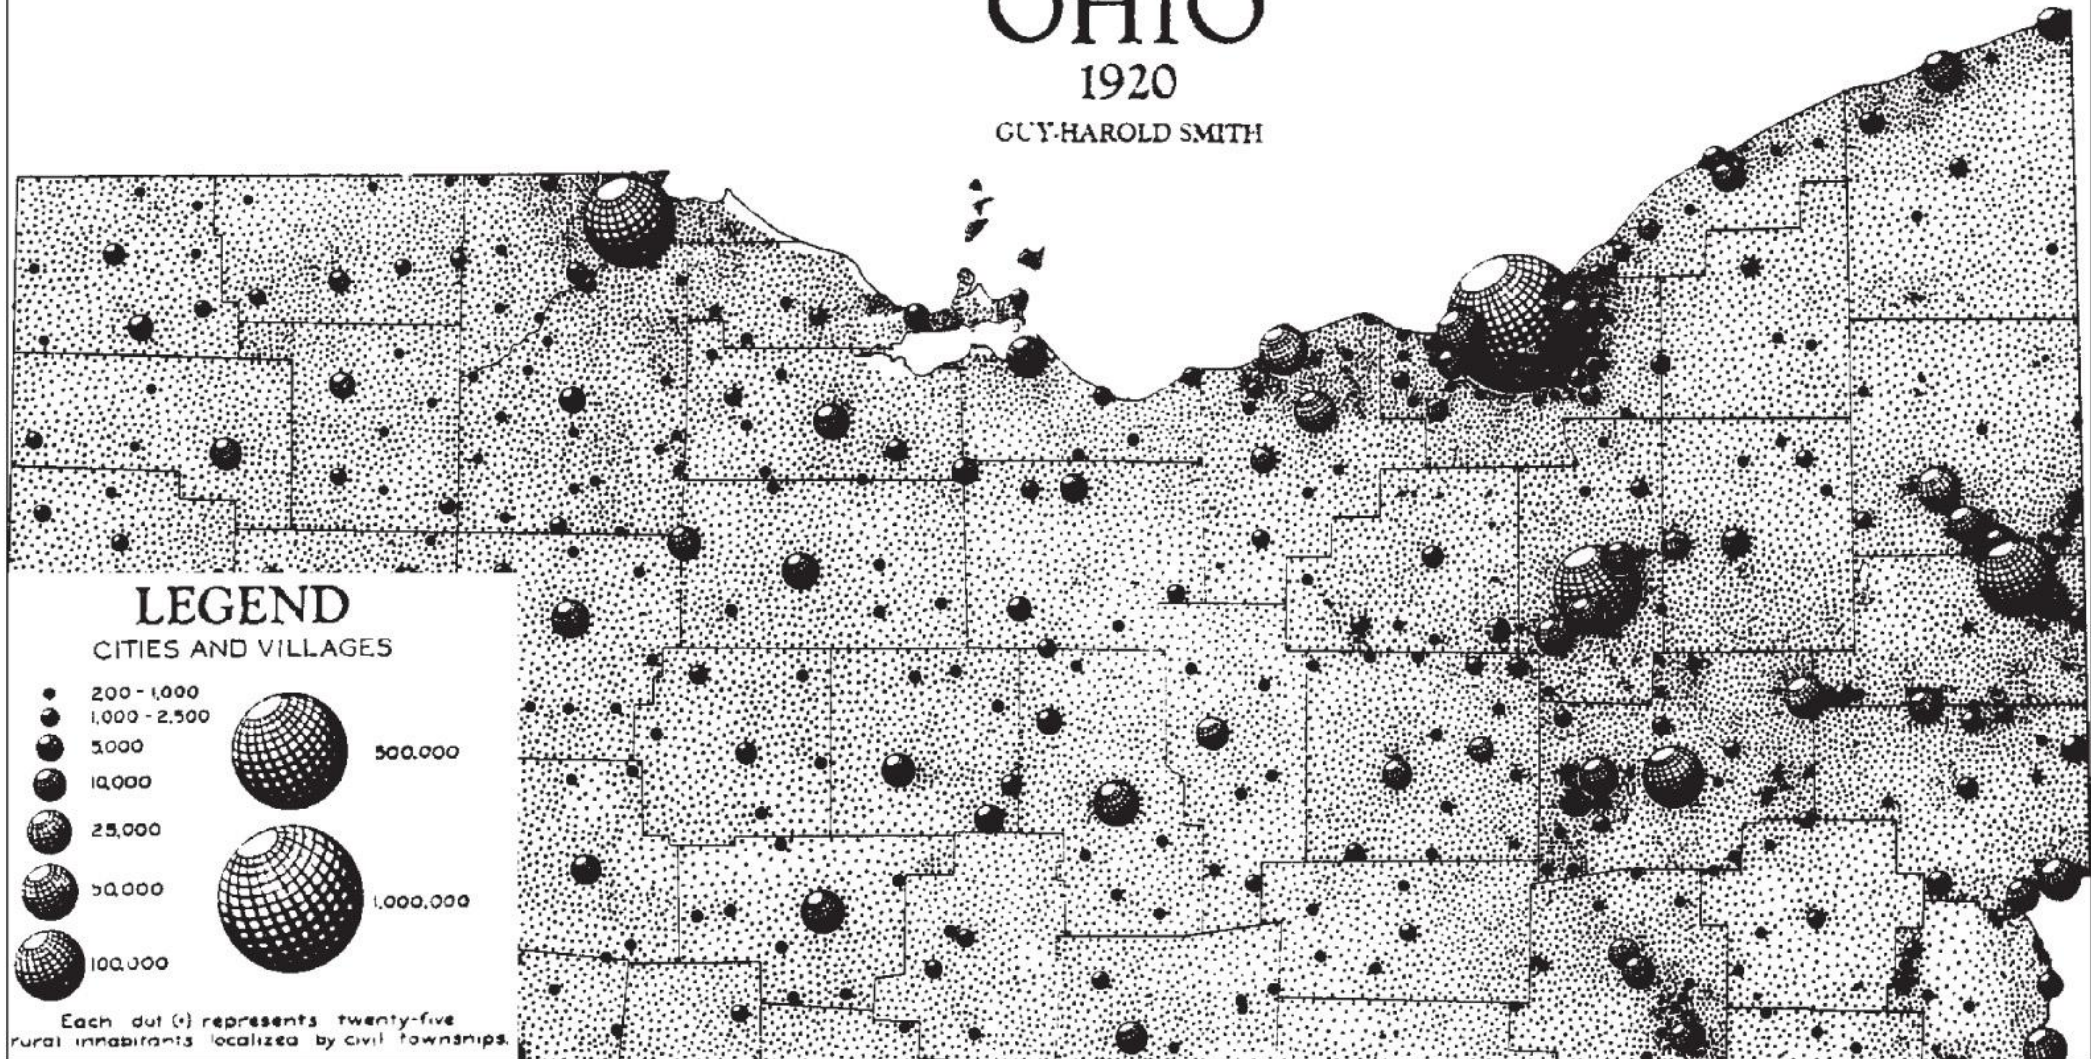 OHIO
1920
GUY-HAROLD SMITH
LEGEND
CITIES AND VILLAGES
200 - 1,000
1,000 - 2,500
5,000
10,000
25,000
50,000
100,000
500,000
1,000,000
Each dot (•) represents twenty-five
rural inhabitants localized by civil townships.